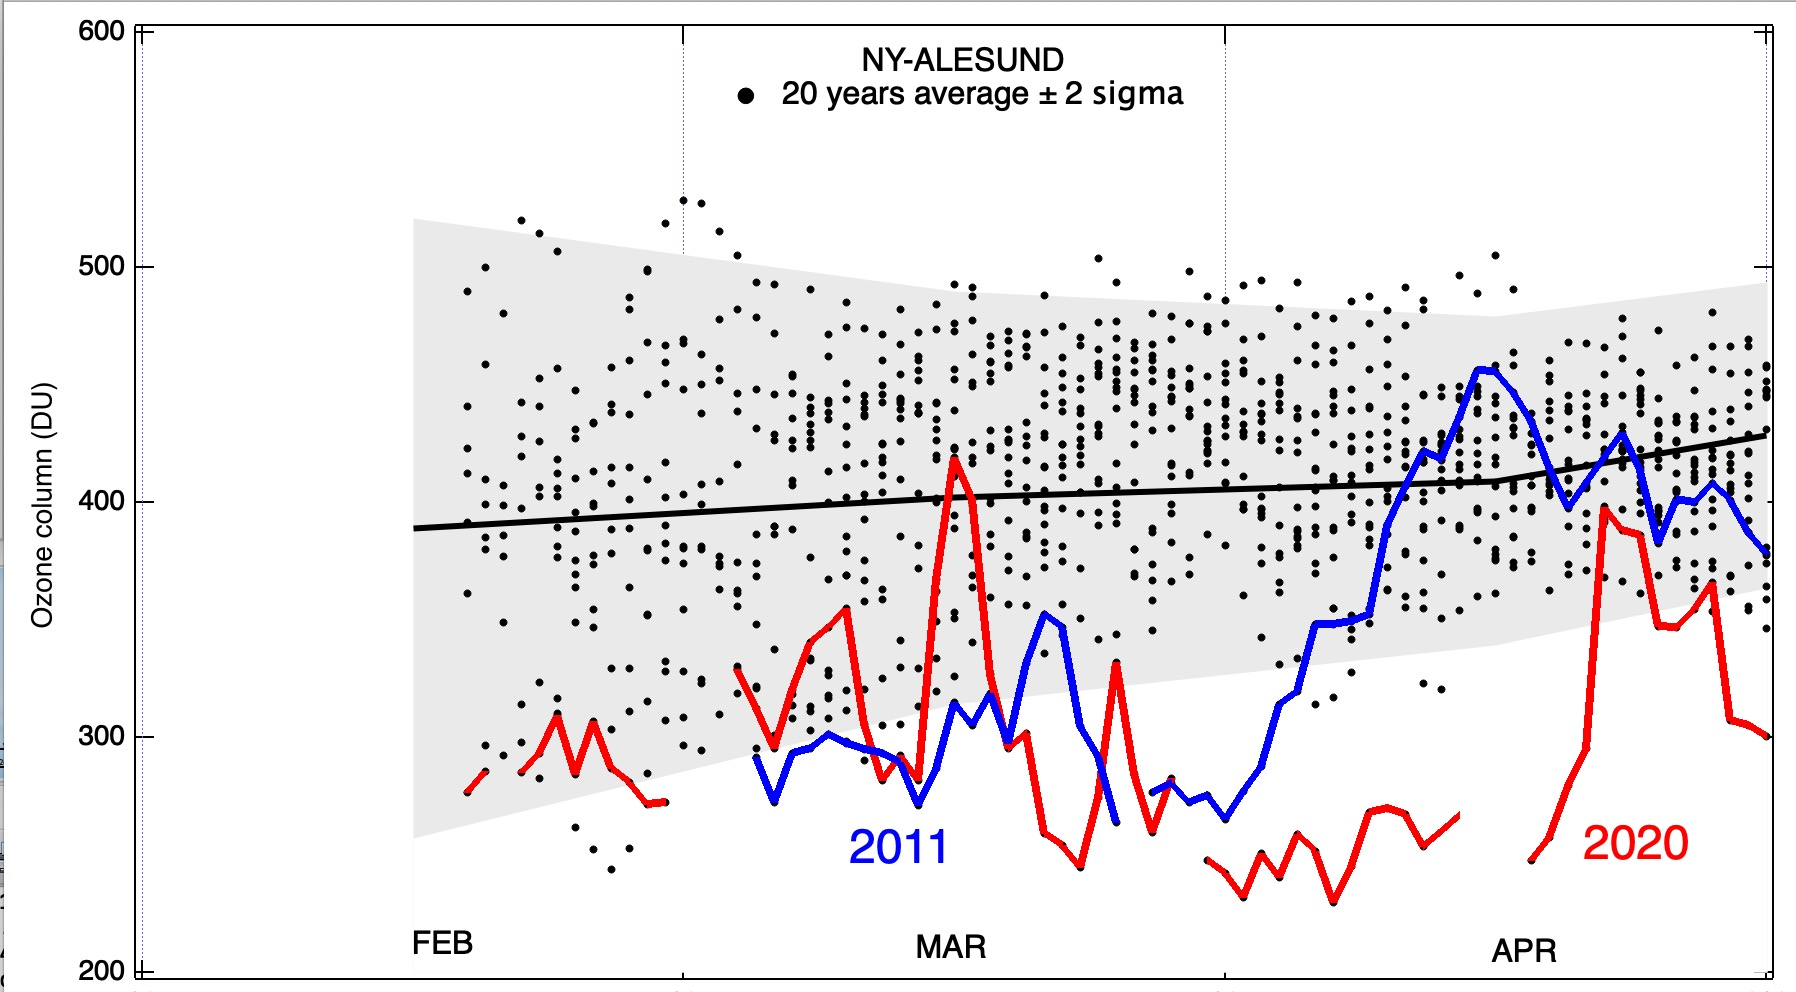 600
NY-ALESUND
● 20 years average ± 2 sigma
500
Ozone column (DU)
400
300
2011
2020
FEB
MAR
APR
200